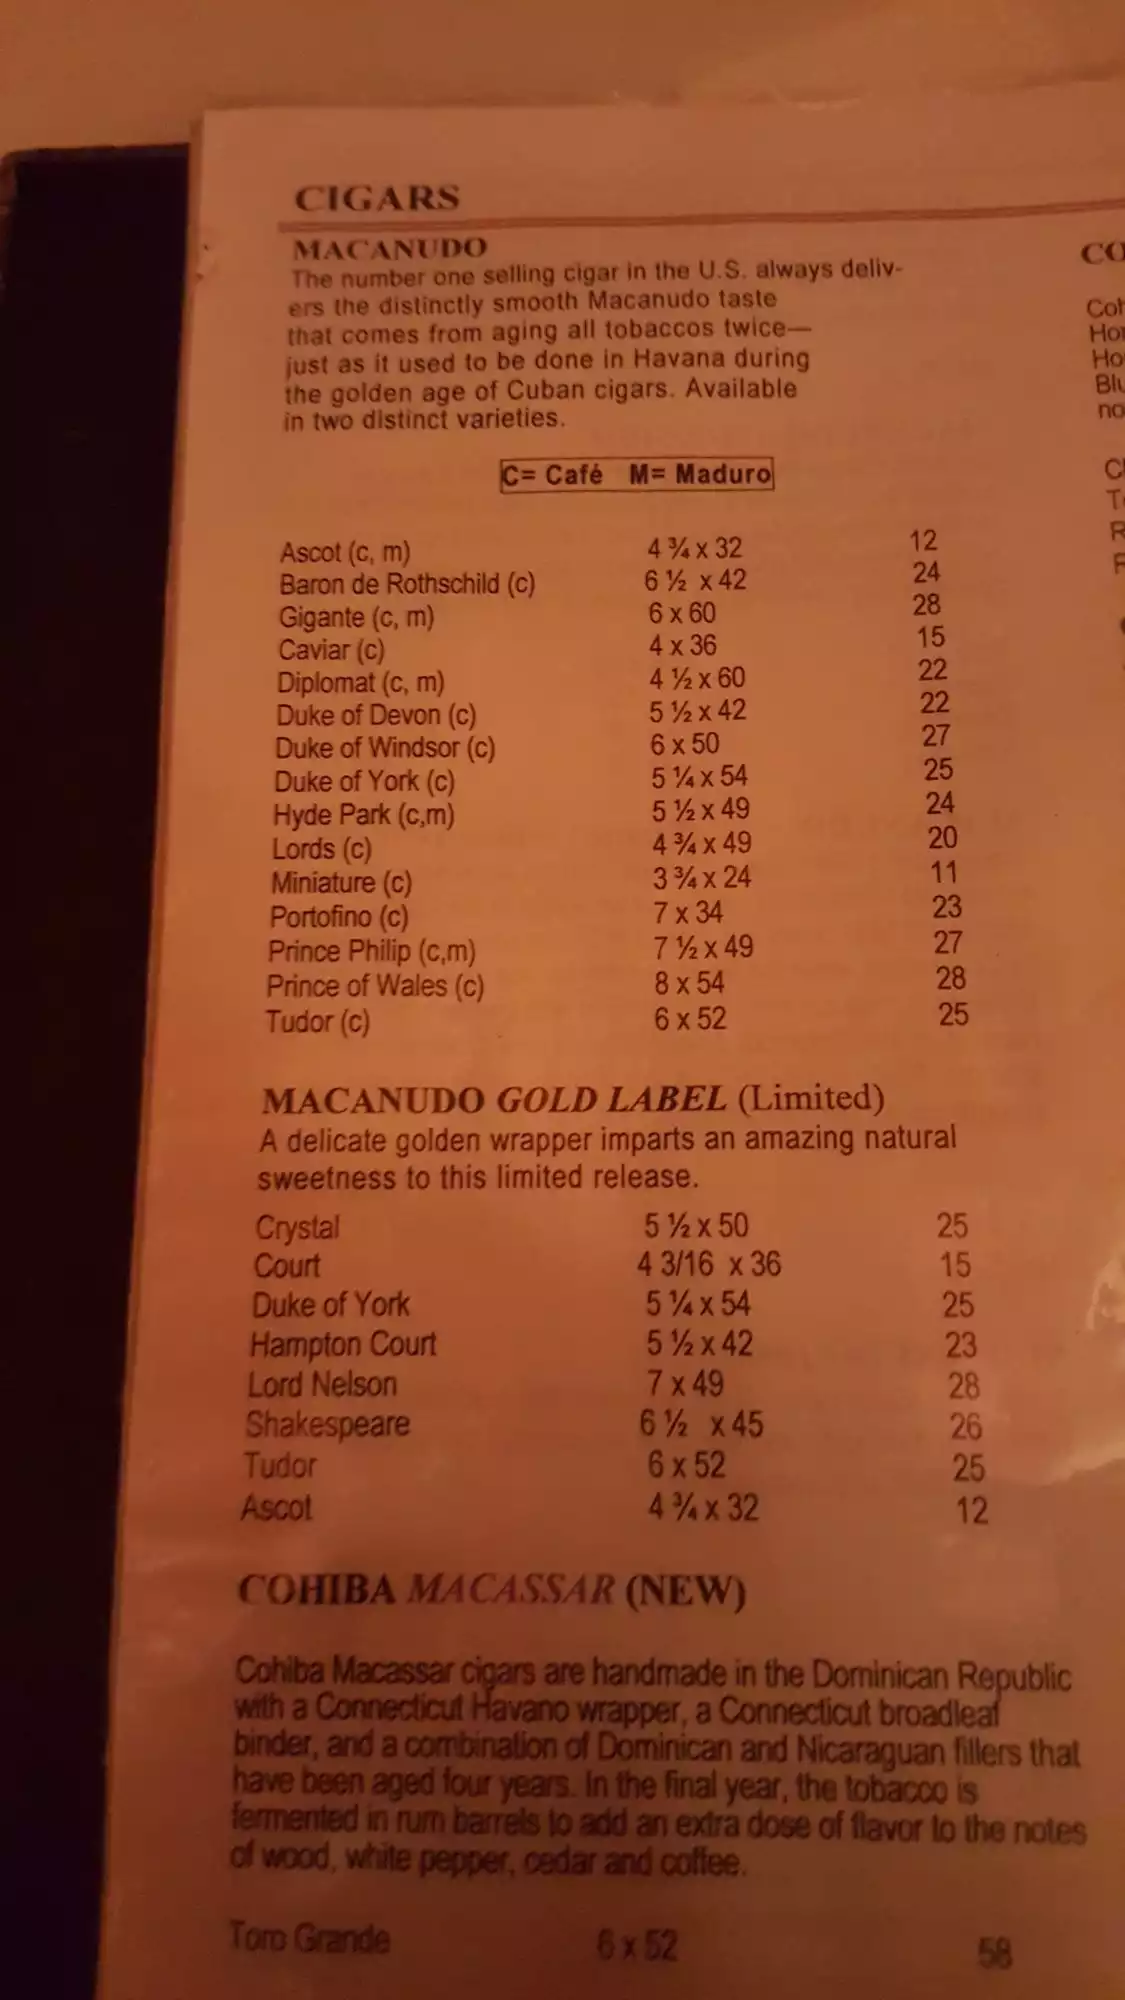 CIGARS
MACANUDO
The number one selling cigar in the U.S. always deliv-
ers the distinctly smooth Macanudo taste
that comes from aging all tobaccos twice—
just as it used to be done in Havana during
the golden age of Cuban cigars. Available
in two distinct varieties.
C= Café M= Maduro
Ascot (c, m) 4 ¾ x 32 12
Baron de Rothschild (c) 6 ½ x 42 24
Gigante (c, m) 6 x 60 28
Caviar (c) 4 x 36 15
Diplomat (c, m) 4 ½ x 60 22
Duke of Devon (c) 5 ½ x 42 22
Duke of Windsor (c) 6 x 50 27
Duke of York (c) 5 ¼ x 54 25
Hyde Park (c,m) 5 ½ x 49 24
Lords (c) 4 ¾ x 49 20
Miniature (c) 3 ¾ x 24 11
Portofino (c) 7 x 34 23
Prince Philip (c,m) 7 ½ x 49 27
Prince of Wales (c) 8 x 54 28
Tudor (c) 6 x 52 25
MACANUDO GOLD LABEL (Limited)
A delicate golden wrapper imparts an amazing natural
sweetness to this limited release.
Crystal 5 ½ x 50 25
Court 4 3/16 x 36 15
Duke of York 5 ¼ x 54 25
Hampton Court 5 ½ x 42 23
Lord Nelson 7 x 49 28
Shakespeare 6 ½ x 45 26
Tudor 6 x 52 25
Ascot 4 ¾ x 32 12
COHIBA MACASSAR (NEW)
Cohiba Macassar cigars are handmade in the Dominican Republic
with a Connecticut Havano wrapper, a Connecticut broadleaf
binder, and a combination of Dominican and Nicaraguan fillers that
have been aged four years. In the final year, the tobacco is
fermented in rum barrels to add an extra dose of flavor to the notes
of wood, white pepper, cedar and coffee.
Toro Grande 6 x 52 58